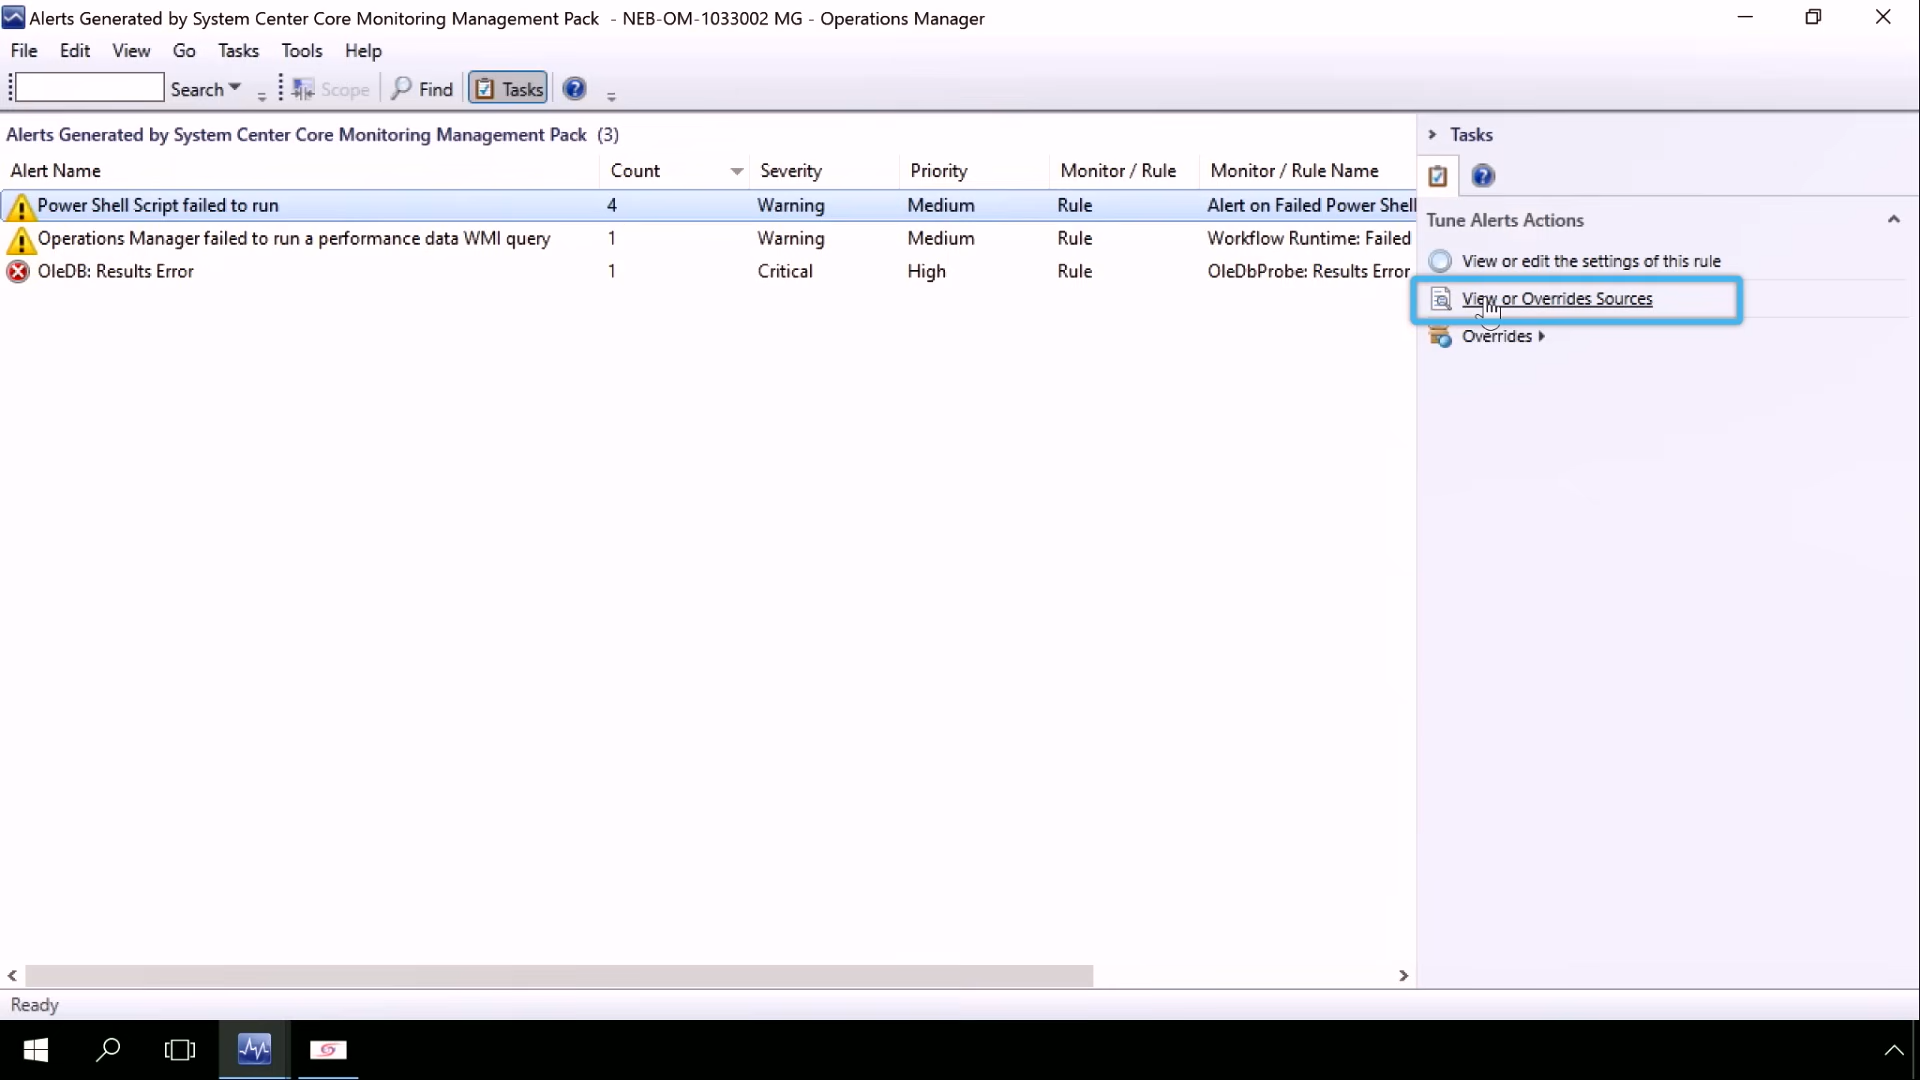 Alerts Generated by System Center Core Monitoring Management Pack - NEB-OM-1033002 MG - Operations Manager
File Edit View Go Tasks Tools Help
Search Scope Find Tasks
Alerts Generated by System Center Core Monitoring Management Pack (3)
Alert Name Count Severity Priority Monitor / Rule Monitor / Rule Name
Power Shell Script failed to run 4 Warning Medium Rule Alert on Failed Power Shell
Operations Manager failed to run a performance data WMI query 1 Warning Medium Rule Workflow Runtime: Failed
OleDB: Results Error 1 Critical High Rule OleDbProbe: Results Error
Tasks
Tune Alerts Actions
View or edit the settings of this rule
View or Overrides Sources
Overrides
Ready